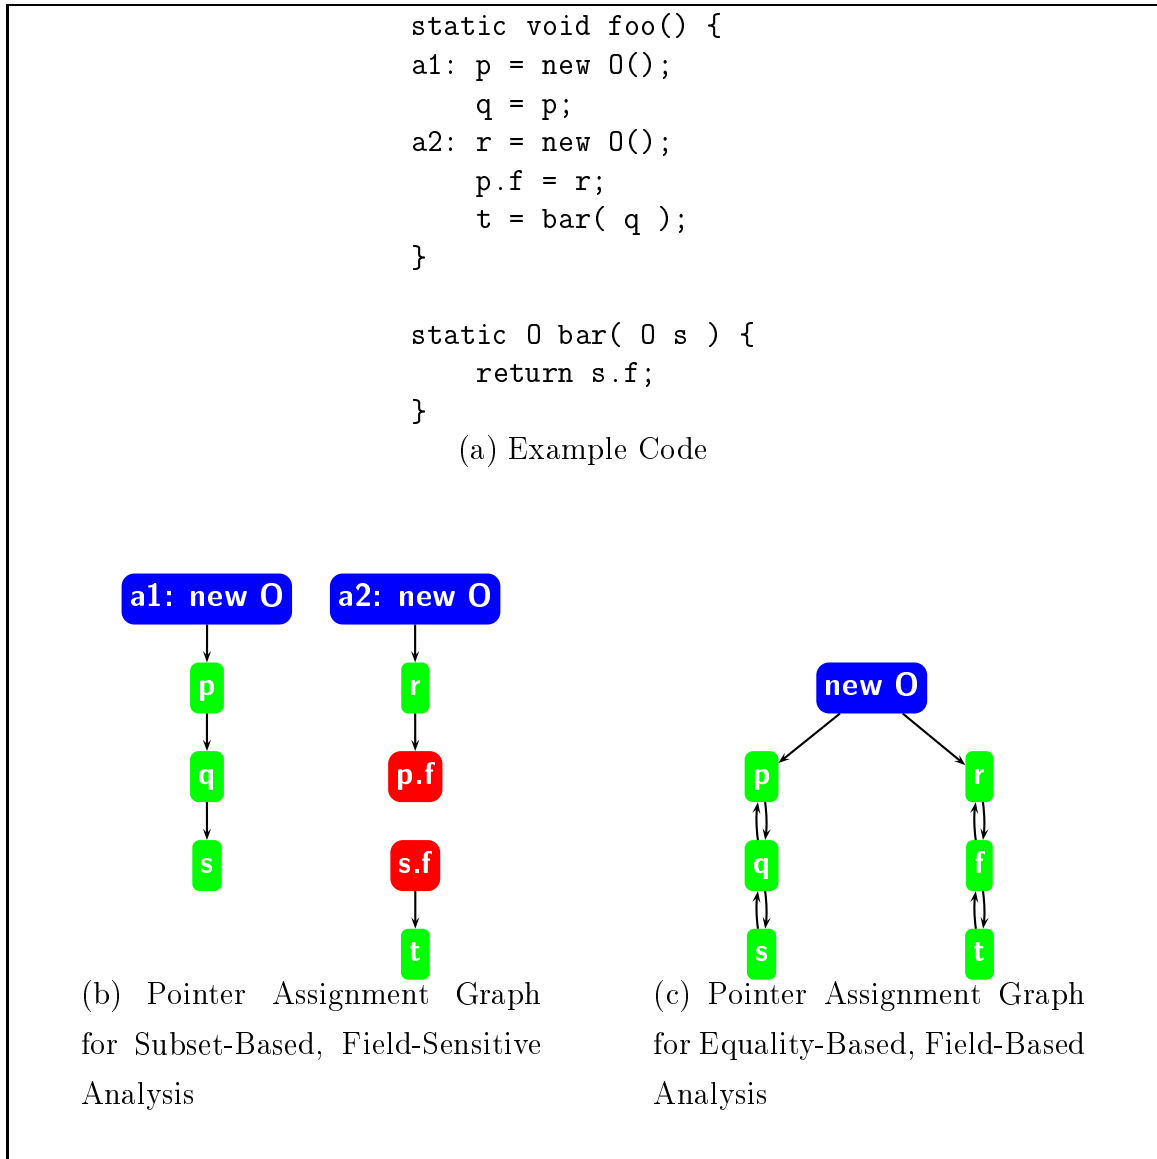 static void foo() {
a1: p = new O();
q = p;
a2: r = new O();
p.f = r;
t = bar( q );
}
static O bar( O s ) {
return s.f;
}
(a) Example Code
a1: new O
a2: new O
p
r
q
p.f
s
s.f
t
(b) Pointer Assignment Graph
for Subset-Based, Field-Sensitive
Analysis
new O
p
r
q
f
s
t
(c) Pointer Assignment Graph
for Equality-Based, Field-Based
Analysis